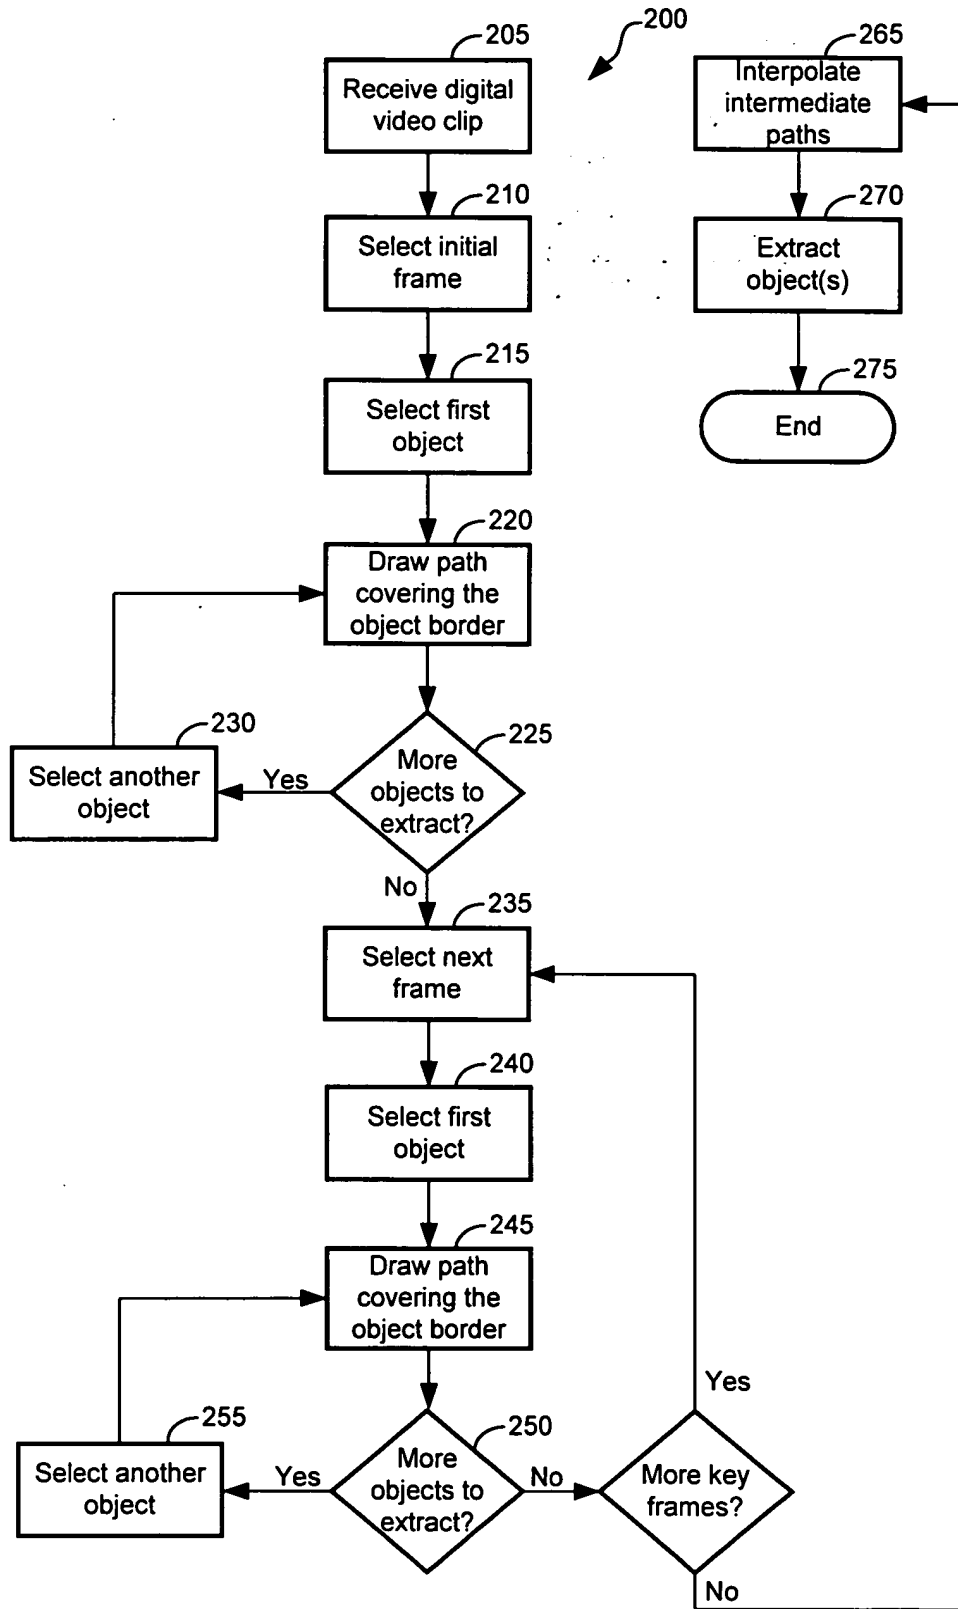 200
205
Receive digital
video clip
210
Select initial
frame
215
Select first
object
220
Draw path
covering the
object border
225
More
objects to
extract?
Yes
230
Select another
object
No
235
Select next
frame
240
Select first
object
245
Draw path
covering the
object border
250
More
objects to
extract?
Yes
255
Select another
object
No
More key
frames?
Yes
No
265
Interpolate
intermediate
paths
270
Extract
object(s)
275
End